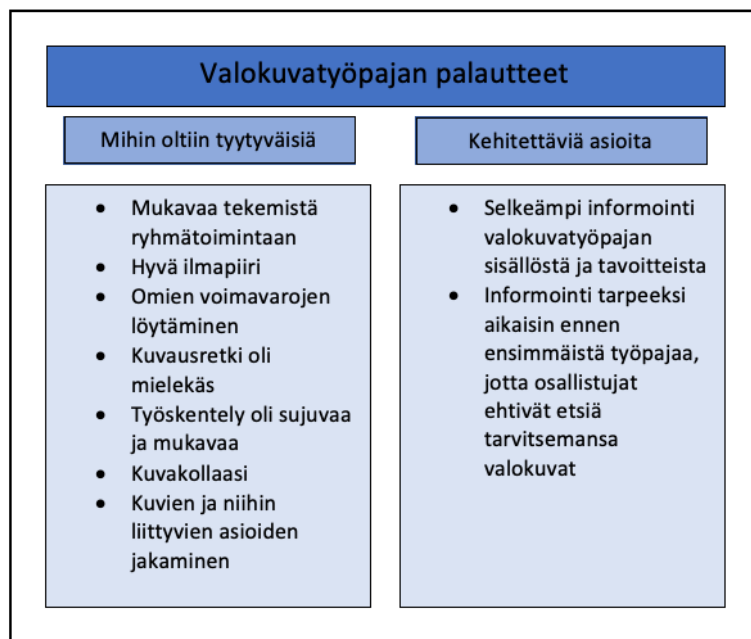 Valokuvatyöpajan palautteet
Mihin oltiin tyytyväisiä
• Mukavaa tekemistä
ryhmätoimintaan
• Hyvä ilmapiiri
• Omien voimavarojen
löytäminen
• Kuvausretki oli
mielekäs
• Työskentely oli sujuvaa
ja mukavaa
• Kuvakollaasi
• Kuvien ja niihin
liittyvien asioiden
jakaminen
Kehitettäviä asioita
• Selkeämpi informointi
valokuvatyöpajan
sisällöstä ja tavoitteista
• Informointi tarpeeksi
aikaisin ennen
ensimmäistä työpajaa,
jotta osallistujat
ehtivät etsiä
tarvitsemansa
valokuvat